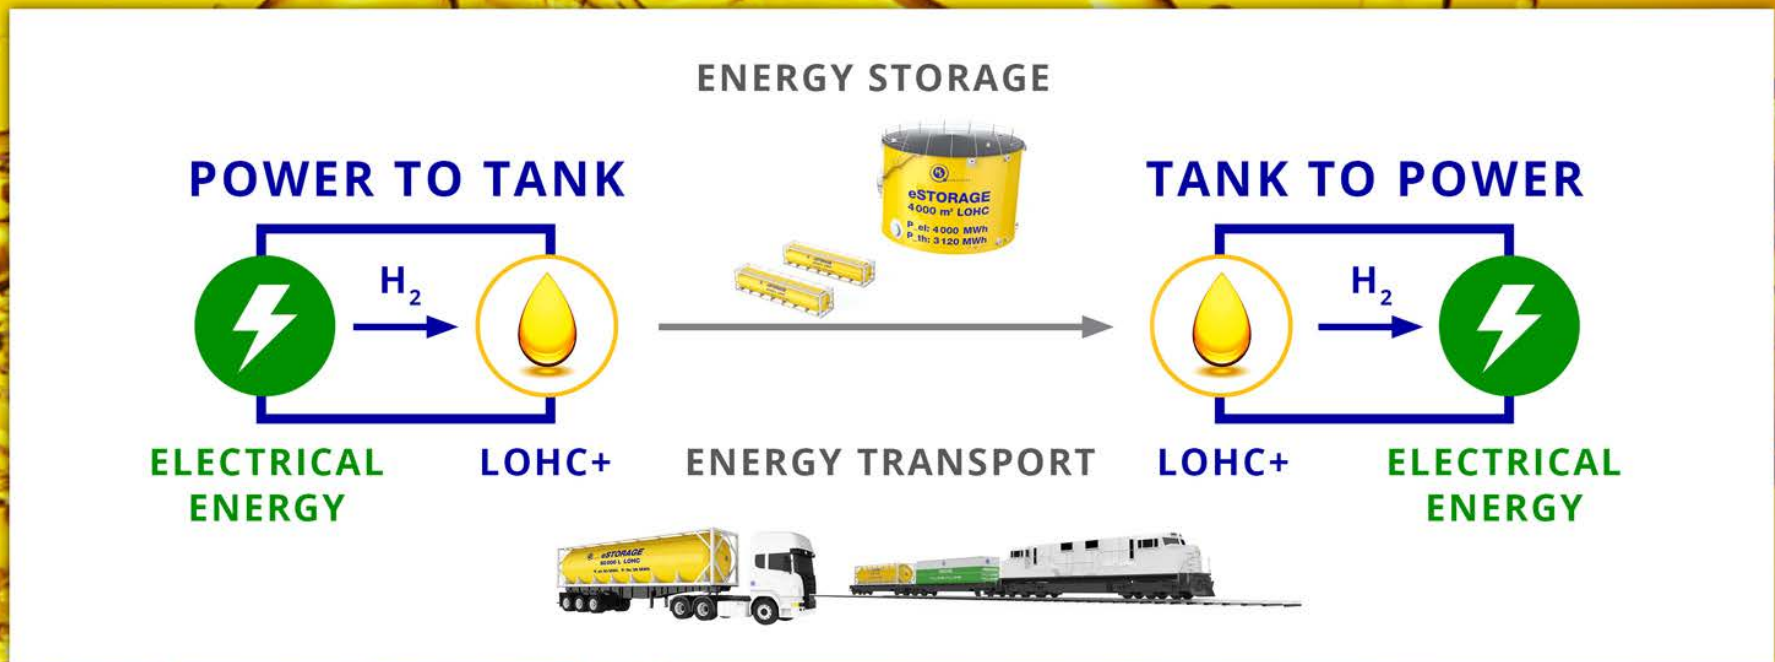 ENERGY STORAGE
POWER TO TANK
eSTORAGE
4000 m³ LOHC
P_el: 4000 MWh
P_th: 3120 MWh
TANK TO POWER
H₂
H₂
ELECTRICAL
ENERGY
LOHC+
ENERGY TRANSPORT
LOHC+
ELECTRICAL
ENERGY
eSTORAGE
LOHC